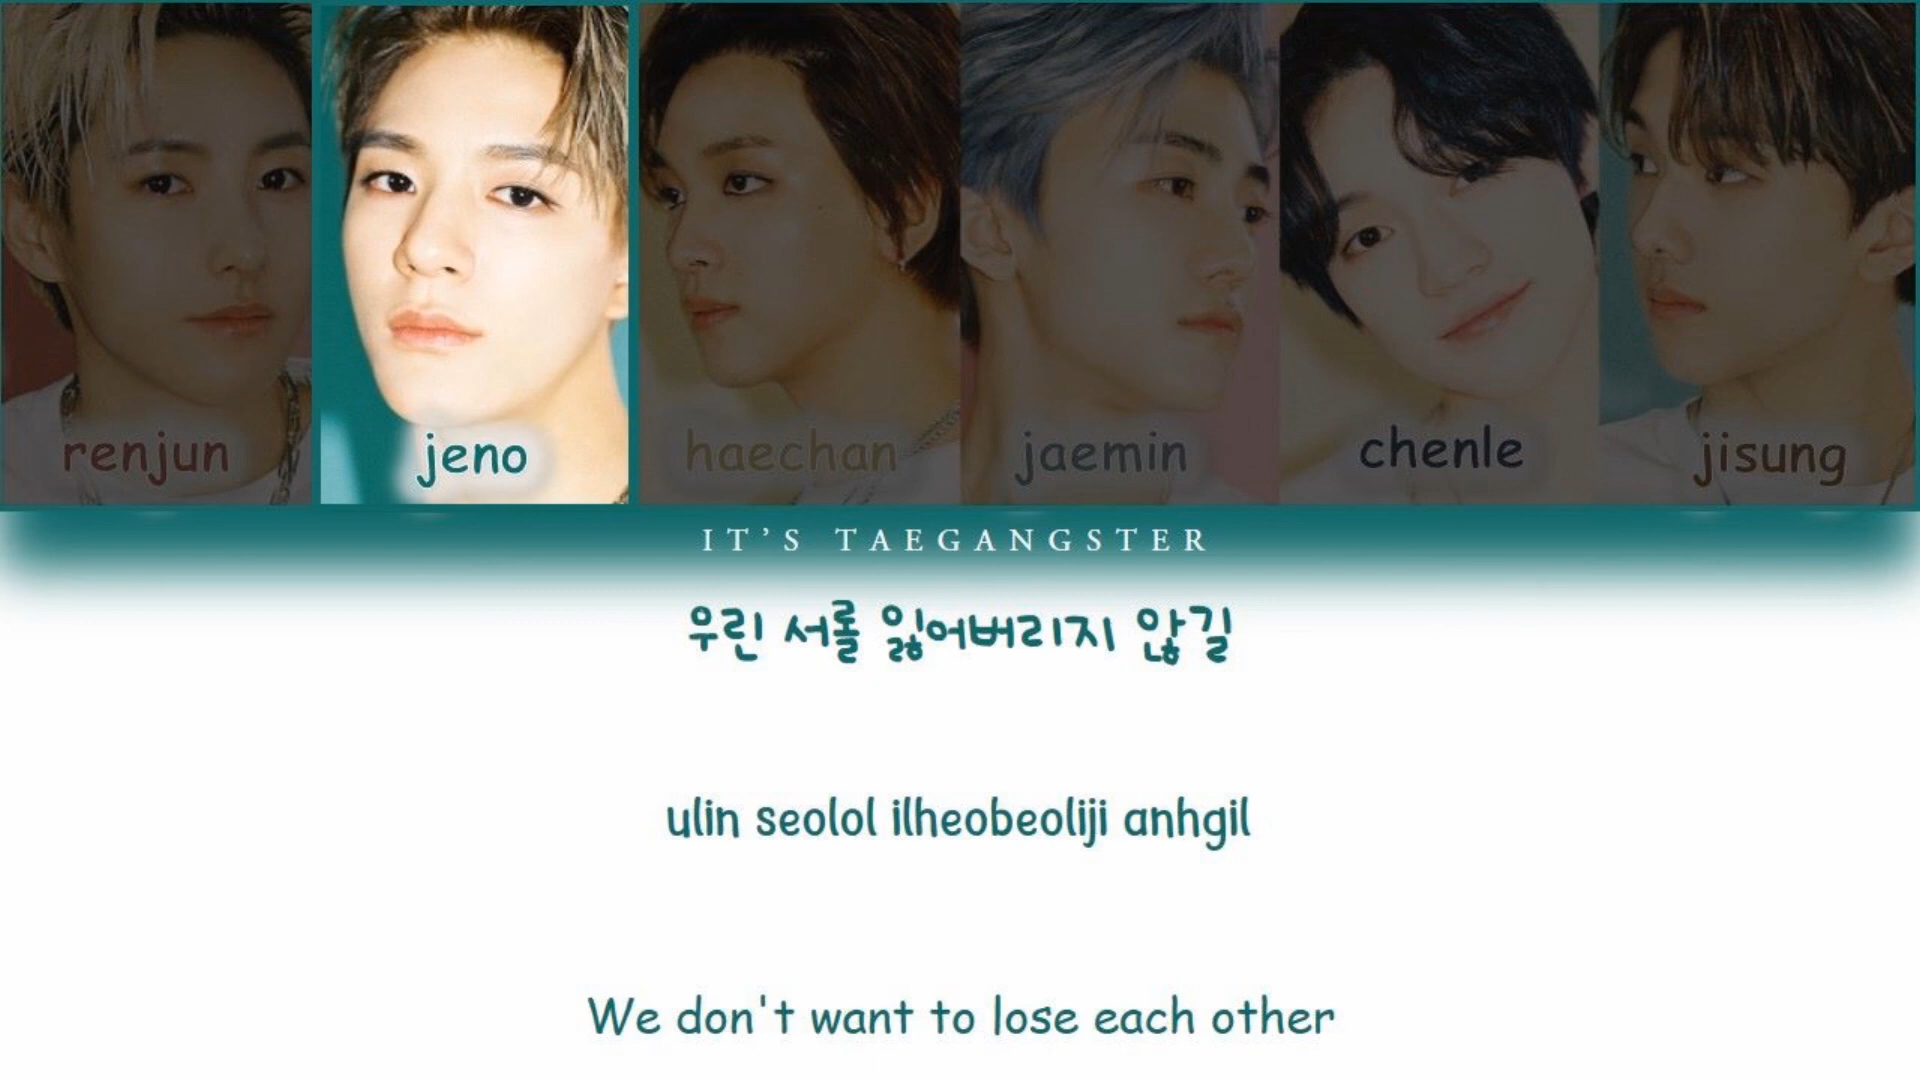 renjun jeno haechan jaemin chenle jisung
IT'S TAEGANGSTER
우린 서롤 잃어버리지 않길
ulin seolol ilheobeoliji anhgil
We don't want to lose each other